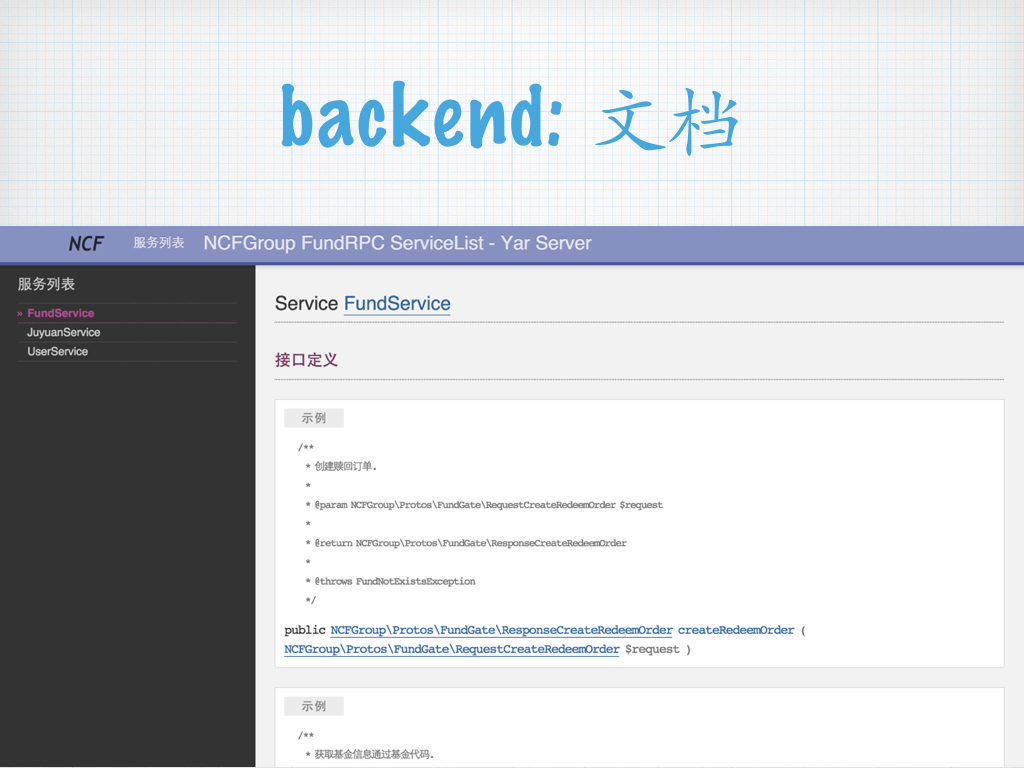 backend: 文档
NCF 服务列表 NCFGroup FundRPC ServiceList - Yar Server
服务列表
» FundService
JuyuanService
UserService
Service FundService
接口定义
示例
/**
* 创建赎回订单.
*
* @param NCFGroup\Protos\FundGate\RequestCreateRedeemOrder $request
*
* @return NCFGroup\Protos\FundGate\ResponseCreateRedeemOrder
*
* @throws FundNotExistsException
*/
public NCFGroup\Protos\FundGate\ResponseCreateRedeemOrder createRedeemOrder (
NCFGroup\Protos\FundGate\RequestCreateRedeemOrder $request )
示例
/**
* 获取基金信息通过基金代码.